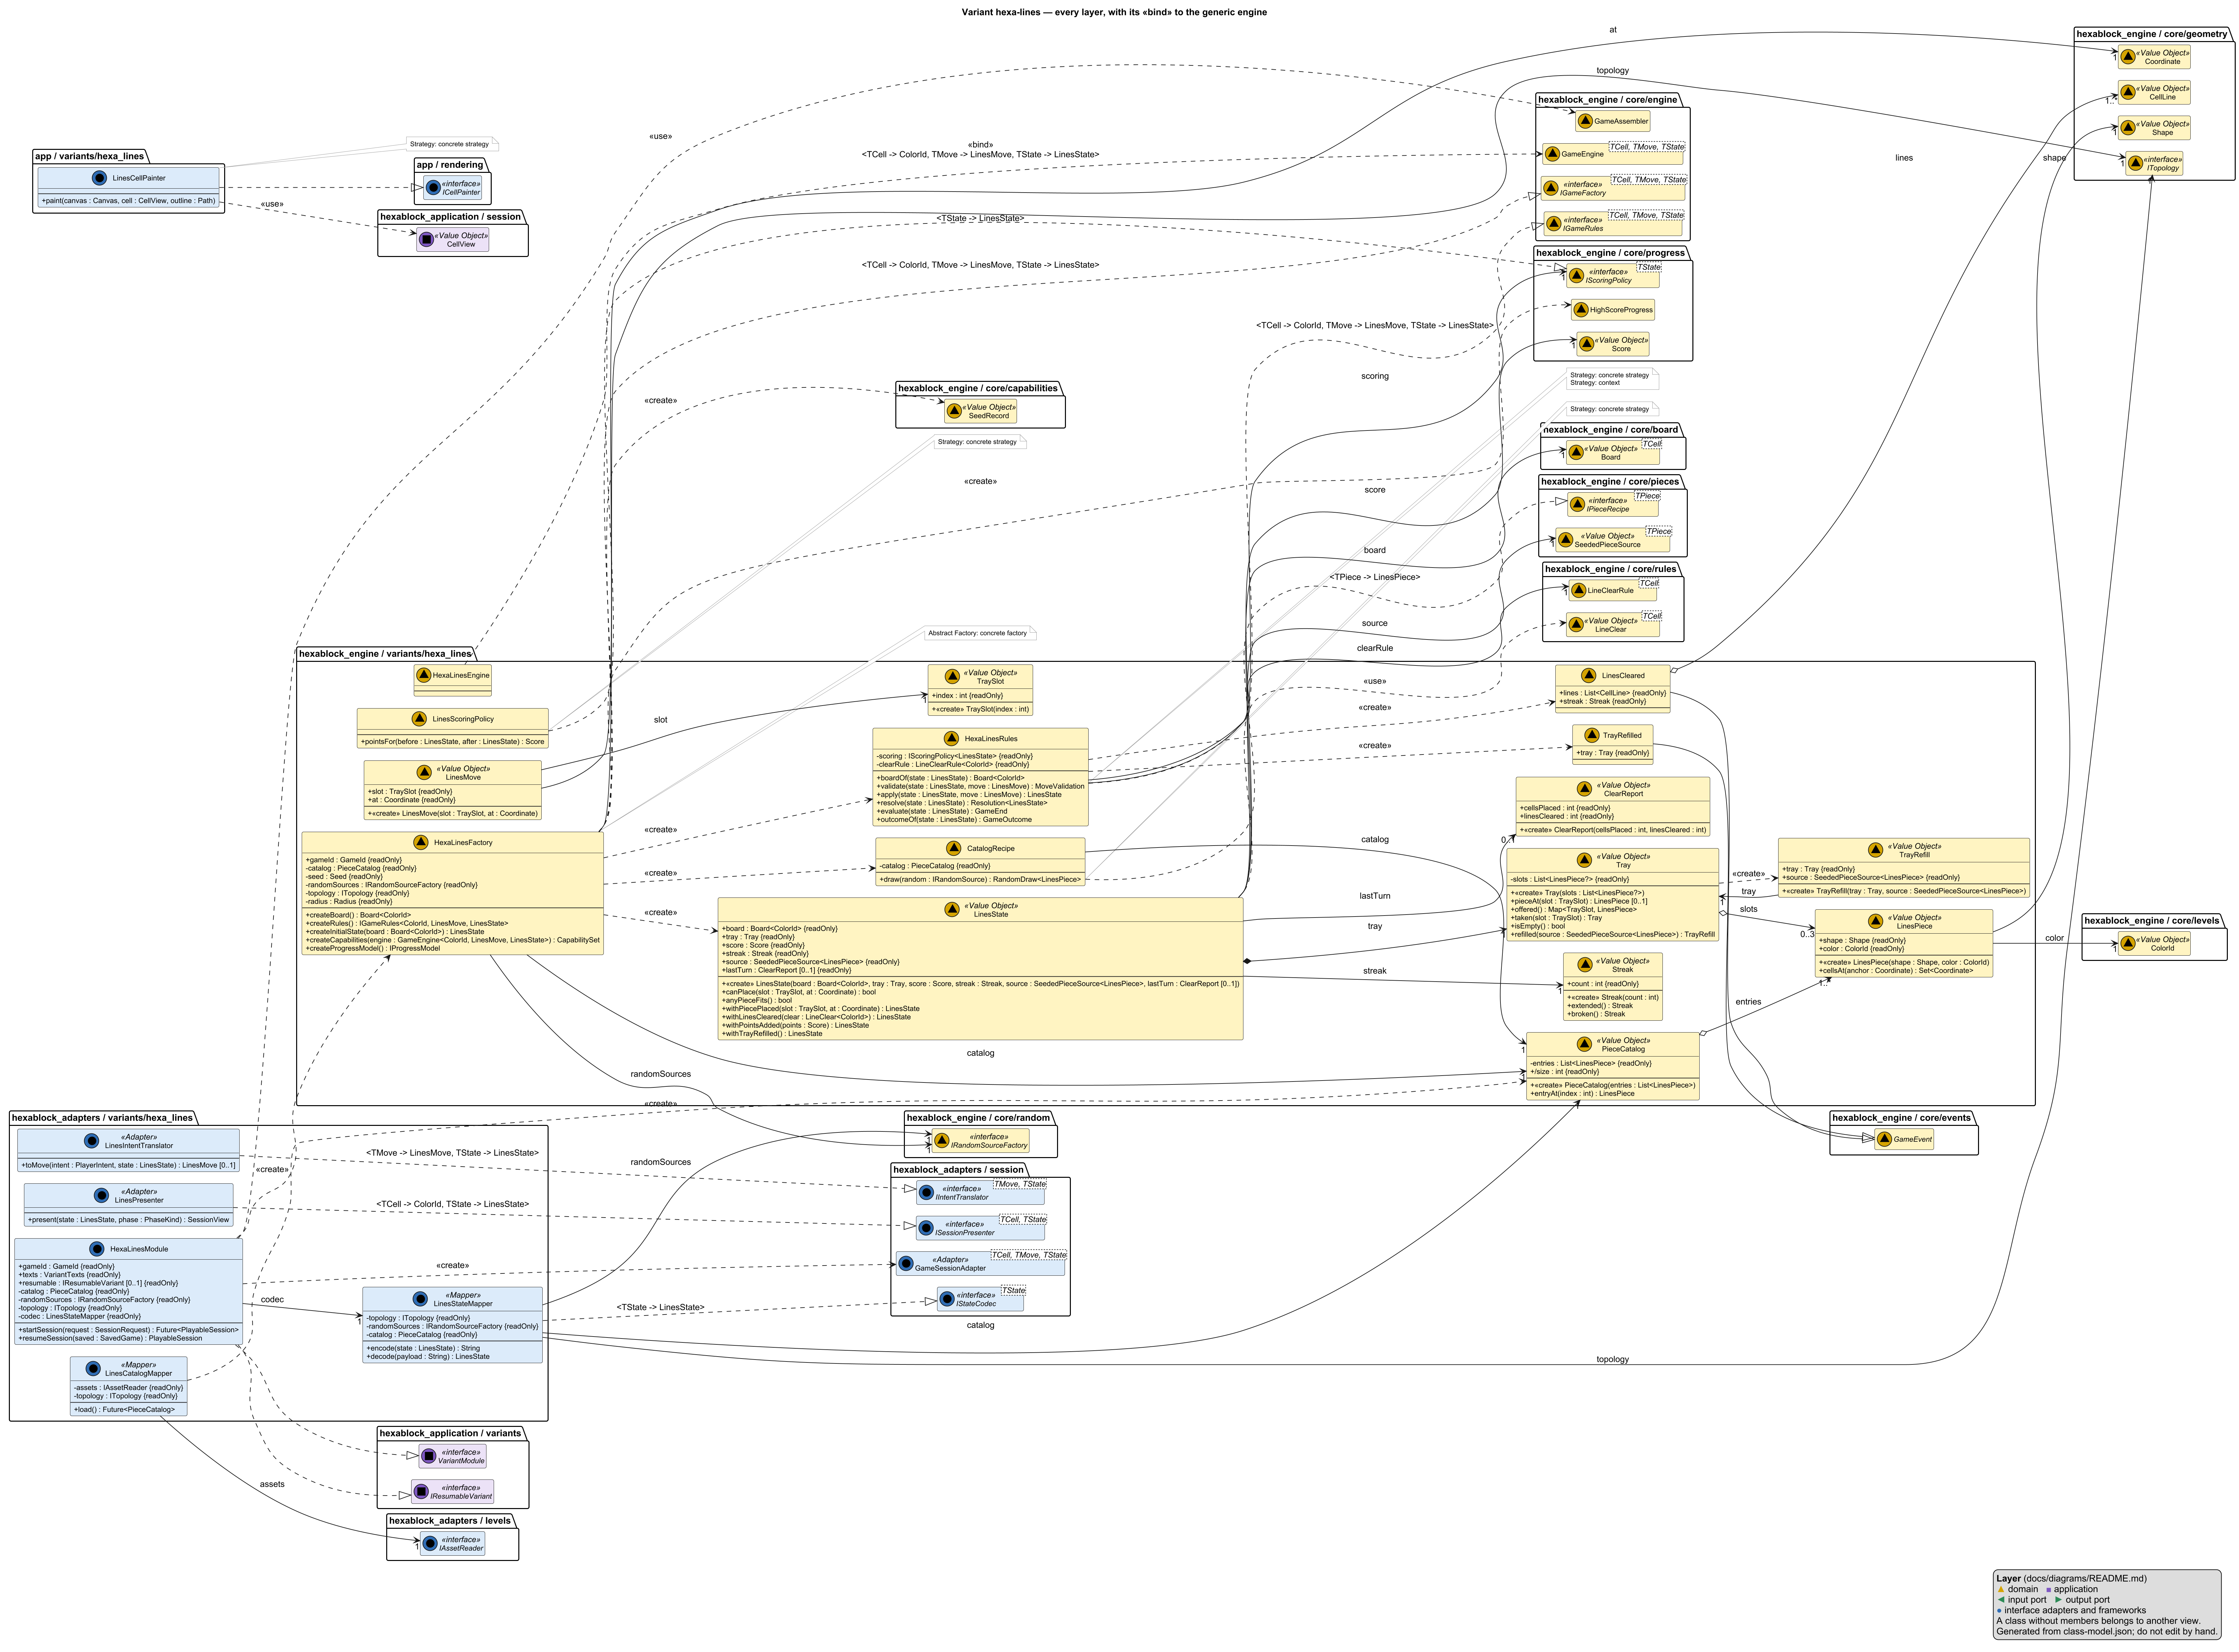 Variant hexa-lines — every layer, with its «bind» to the generic engine
hexablock_engine / core/geometry
«Value Object»
Coordinate
«Value Object»
CellLine
«Value Object»
Shape
«interface»
ITopology
at
1
topology
1..*
1
shape
1
lines
hexablock_engine / core/engine
GameAssembler
GameEngine
TCell, TMove, TState
«interface»
IGameFactory
TCell, TMove, TState
«interface»
IGameRules
TCell, TMove, TState
«use»
«bind»
<TCell -> ColorId, TMove -> LinesMove, TState -> LinesState>
<TState -> LinesState>
<TCell -> ColorId, TMove -> LinesMove, TState -> LinesState>
app / variants/hexa_lines
LinesCellPainter
+paint(canvas : Canvas, cell : CellView, outline : Path)
Strategy: concrete strategy
app / rendering
«interface»
ICellPainter
«use»
hexablock_application / session
«Value Object»
CellView
hexablock_engine / core/progress
«interface»
IScoringPolicy
TState
1
HighScoreProgress
«Value Object»
Score
1
<TCell -> ColorId, TMove -> LinesMove, TState -> LinesState>
scoring
Strategy: concrete strategy
Strategy: context
Strategy: concrete strategy
hexablock_engine / core/capabilities
«Value Object»
SeedRecord
«create»
Strategy: concrete strategy
«create»
hexablock_engine / core/board
«Value Object»
Board
TCell
1
score
hexablock_engine / core/pieces
«interface»
IPieceRecipe
TPiece
«Value Object»
SeededPieceSource
TPiece
1
board
<TPiece -> LinesPiece>
hexablock_engine / core/rules
LineClearRule
TCell
1
«Value Object»
LineClear
TCell
source
clearRule
«use»
Abstract Factory: concrete factory
hexablock_engine / variants/hexa_lines
HexaLinesEngine
LinesScoringPolicy
+pointsFor(before : LinesState, after : LinesState) : Score
«Value Object»
LinesMove
+slot : TraySlot {readOnly}
+at : Coordinate {readOnly}
+«create» LinesMove(slot : TraySlot, at : Coordinate)
HexaLinesFactory
+gameId : GameId {readOnly}
-catalog : PieceCatalog {readOnly}
-seed : Seed {readOnly}
-randomSources : IRandomSourceFactory {readOnly}
-topology : ITopology {readOnly}
-radius : Radius {readOnly}
+createBoard() : Board<ColorId>
+createRules() : IGameRules<ColorId, LinesMove, LinesState>
+createInitialState(board : Board<ColorId>) : LinesState
+createCapabilities(engine : GameEngine<ColorId, LinesMove, LinesState>) : CapabilitySet
+createProgressModel() : IProgressModel
slot
«Value Object»
TraySlot
+index : int {readOnly}
+«create» TraySlot(index : int)
1
HexaLinesRules
-scoring : IScoringPolicy<LinesState> {readOnly}
-clearRule : LineClearRule<ColorId> {readOnly}
+boardOf(state : LinesState) : Board<ColorId>
+validate(state : LinesState, move : LinesMove) : MoveValidation
+apply(state : LinesState, move : LinesMove) : LinesState
+resolve(state : LinesState) : Resolution<LinesState>
+evaluate(state : LinesState) : GameEnd
+outcomeOf(state : LinesState) : GameOutcome
«create»
CatalogRecipe
-catalog : PieceCatalog {readOnly}
+draw(random : IRandomSource) : RandomDraw<LinesPiece>
«create»
«create»
«Value Object»
LinesState
+board : Board<ColorId> {readOnly}
+tray : Tray {readOnly}
+score : Score {readOnly}
+streak : Streak {readOnly}
+source : SeededPieceSource<LinesPiece> {readOnly}
+lastTurn : ClearReport [0..1] {readOnly}
+«create» LinesState(board : Board<ColorId>, tray : Tray, score : Score, streak : Streak, source : SeededPieceSource<LinesPiece>, lastTurn : ClearReport [0..1])
+canPlace(slot : TraySlot, at : Coordinate) : bool
+anyPieceFits() : bool
+withPiecePlaced(slot : TraySlot, at : Coordinate) : LinesState
+withLinesCleared(clear : LineClear<ColorId>) : LinesState
+withPointsAdded(points : Score) : LinesState
+withTrayRefilled() : LinesState
LinesCleared
+lines : List<CellLine> {readOnly}
+streak : Streak {readOnly}
«create»
TrayRefilled
+tray : Tray {readOnly}
«create»
«Value Object»
ClearReport
+cellsPlaced : int {readOnly}
+linesCleared : int {readOnly}
+«create» ClearReport(cellsPlaced : int, linesCleared : int)
catalog
lastTurn
tray
streak
«Value Object»
Tray
-slots : List<LinesPiece?> {readOnly}
+«create» Tray(slots : List<LinesPiece?>)
+pieceAt(slot : TraySlot) : LinesPiece [0..1]
+offered() : Map<TraySlot, LinesPiece>
+taken(slot : TraySlot) : Tray
+isEmpty() : bool
+refilled(source : SeededPieceSource<LinesPiece>) : TrayRefill
«create»
tray
1
slots
0..3
«Value Object»
TrayRefill
+tray : Tray {readOnly}
+source : SeededPieceSource<LinesPiece> {readOnly}
+«create» TrayRefill(tray : Tray, source : SeededPieceSource<LinesPiece>)
«Value Object»
LinesPiece
+shape : Shape {readOnly}
+color : ColorId {readOnly}
+«create» LinesPiece(shape : Shape, color : ColorId)
+cellsAt(anchor : Coordinate) : Set<Coordinate>
color
1
hexablock_engine / core/levels
«Value Object»
ColorId
«Value Object»
Streak
+count : int {readOnly}
+«create» Streak(count : int)
+extended() : Streak
+broken() : Streak
1
entries
«Value Object»
PieceCatalog
-entries : List<LinesPiece> {readOnly}
+/size : int {readOnly}
+«create» PieceCatalog(entries : List<LinesPiece>)
+entryAt(index : int) : LinesPiece
1
catalog
randomSources
«create»
hexablock_adapters / variants/hexa_lines
«Adapter»
LinesIntentTranslator
+toMove(intent : PlayerIntent, state : LinesState) : LinesMove [0..1]
«create»
«Adapter»
LinesPresenter
+present(state : LinesState, phase : PhaseKind) : SessionView
HexaLinesModule
+gameId : GameId {readOnly}
+texts : VariantTexts {readOnly}
+resumable : IResumableVariant [0..1] {readOnly}
-catalog : PieceCatalog {readOnly}
-randomSources : IRandomSourceFactory {readOnly}
-topology : ITopology {readOnly}
-codec : LinesStateMapper {readOnly}
+startSession(request : SessionRequest) : Future<PlayableSession>
+resumeSession(saved : SavedGame) : PlayableSession
codec
1
«Mapper»
LinesStateMapper
-topology : ITopology {readOnly}
-randomSources : IRandomSourceFactory {readOnly}
-catalog : PieceCatalog {readOnly}
+encode(state : LinesState) : String
+decode(payload : String) : LinesState
«Mapper»
LinesCatalogMapper
-assets : IAssetReader {readOnly}
-topology : ITopology {readOnly}
+load() : Future<PieceCatalog>
<TMove -> LinesMove, TState -> LinesState>
randomSources
<TCell -> ColorId, TState -> LinesState>
«create»
<TState -> LinesState>
catalog
topology
hexablock_engine / core/random
«interface»
IRandomSourceFactory
1
1
hexablock_engine / core/events
GameEvent
hexablock_adapters / session
«interface»
IIntentTranslator
TMove, TState
«interface»
ISessionPresenter
TCell, TState
«Adapter»
GameSessionAdapter
TCell, TMove, TState
«interface»
IStateCodec
TState
hexablock_application / variants
«interface»
VariantModule
«interface»
IResumableVariant
assets
hexablock_adapters / levels
«interface»
IAssetReader
1
Layer (docs/diagrams/README.md)
domain application
input port output port
interface adapters and frameworks
A class without members belongs to another view.
Generated from class-model.json; do not edit by hand.